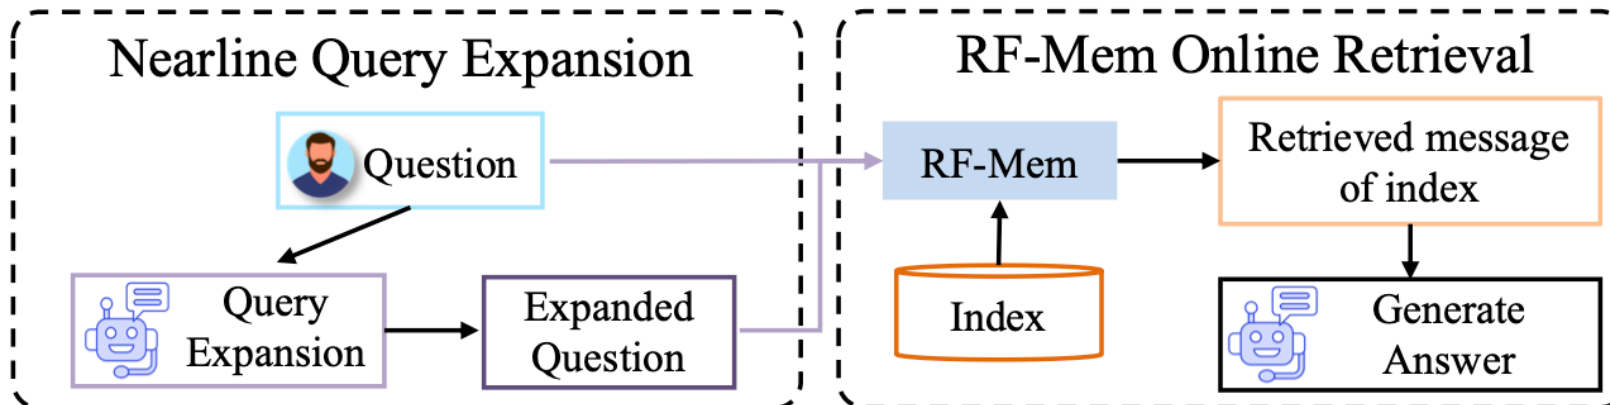 Nearline Query Expansion
Question
Query
Expansion
Expanded
Question
RF-Mem Online Retrieval
RF-Mem
Retrieved message
of index
Index
Generate
Answer